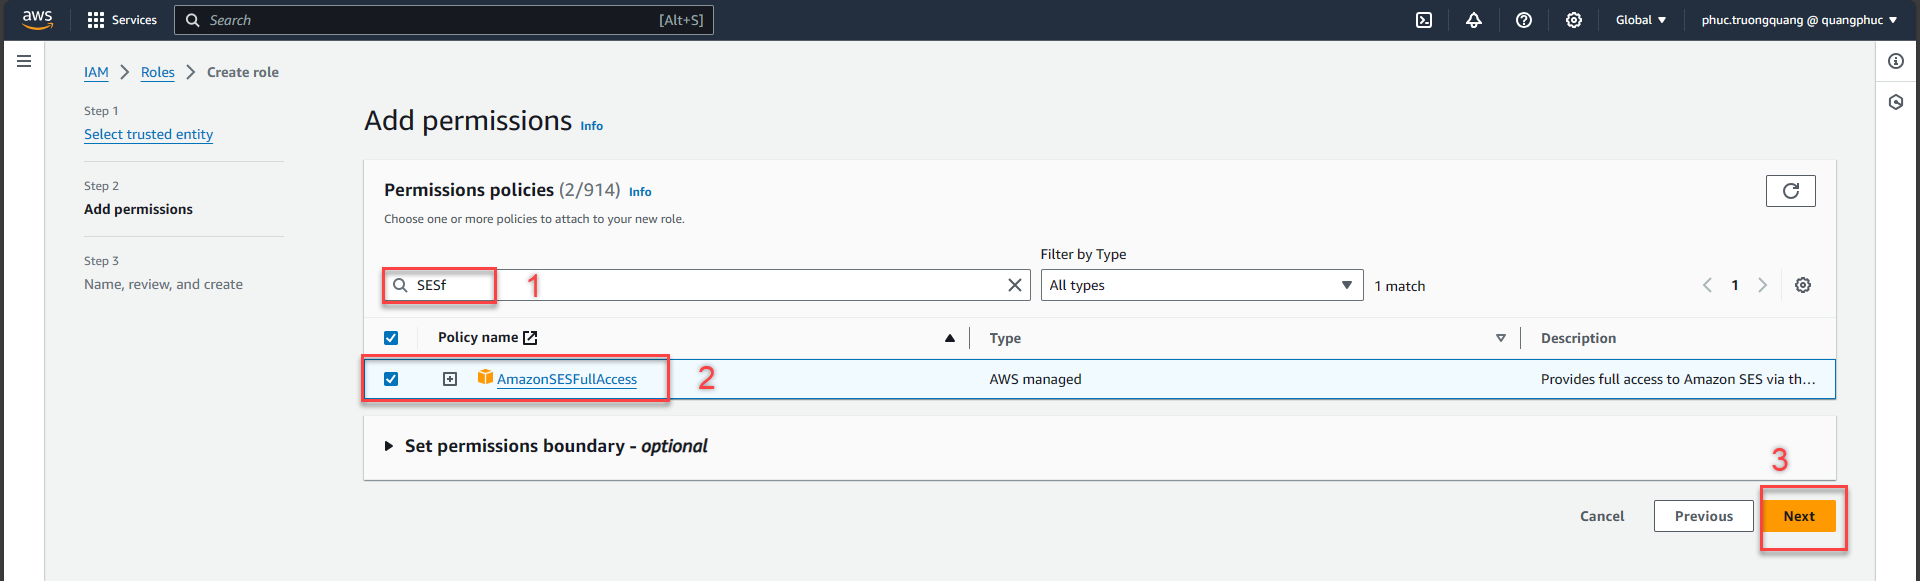 aws Services Search [Alt+S] Global phuc.truongquang @ quangphuc
IAM Roles Create role
Step 1
Select trusted entity
Step 2
Add permissions
Step 3
Name, review, and create
Add permissions Info
Permissions policies (2/914) Info
Choose one or more policies to attach to your new role.
Filter by Type
SESf 1 All types 1 match 1
Policy name Type Description
AmazonSESFullAccess 2 AWS managed Provides full access to Amazon SES via th...
Set permissions boundary - optional
3
Cancel Previous Next